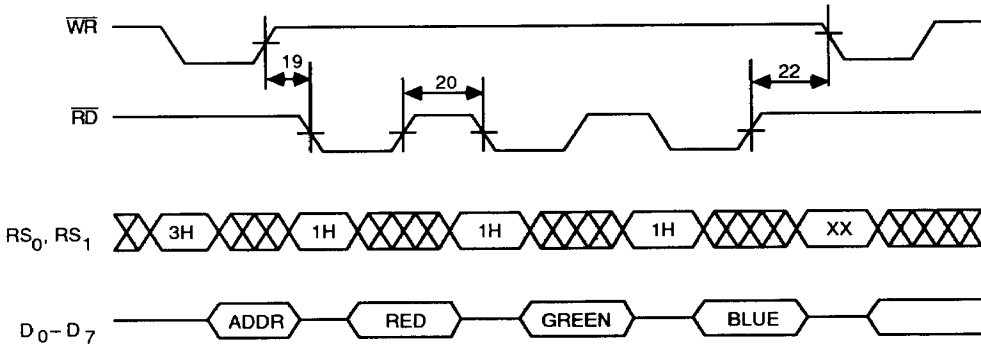 WR
19
20
22
RD
RS0, RS1 3H 1H 1H 1H XX
D0–D7 ADDR RED GREEN BLUE